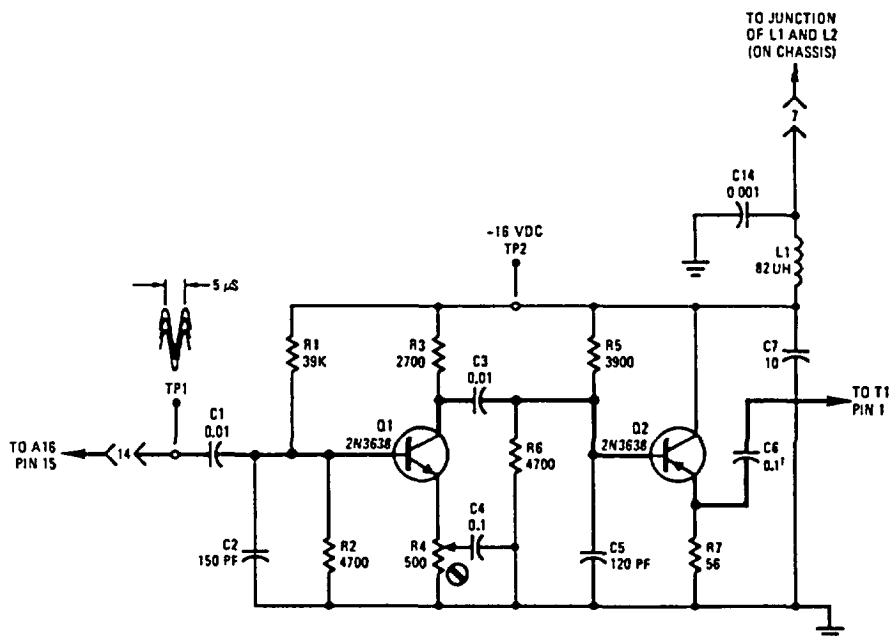 TO JUNCTION
OF L1 AND L2
(ON CHASSIS)
7
C14
0.001
-16 VDC
TP2
L1
82UH
5 μS
R1
39K
R3
2700
C3
0.01
R5
3900
C7
10
TP1
C1
0.01
Q1
2N3638
R6
4700
Q2
2N3638
TO T1
PIN 1
C6
0.1
TO A16
PIN 15
14
C4
0.1
C2
150 PF
R2
4700
R4
500
C5
120 PF
R7
56